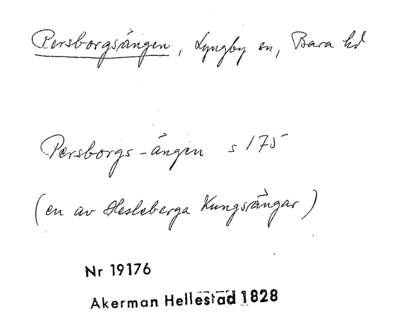 Persborgsängen, Lyngby sn, Bara hd
Persborgs-ängen s 175
(en av Hesleberga Kungsängar)
Nr 19176
Akerman Hellestad 1828